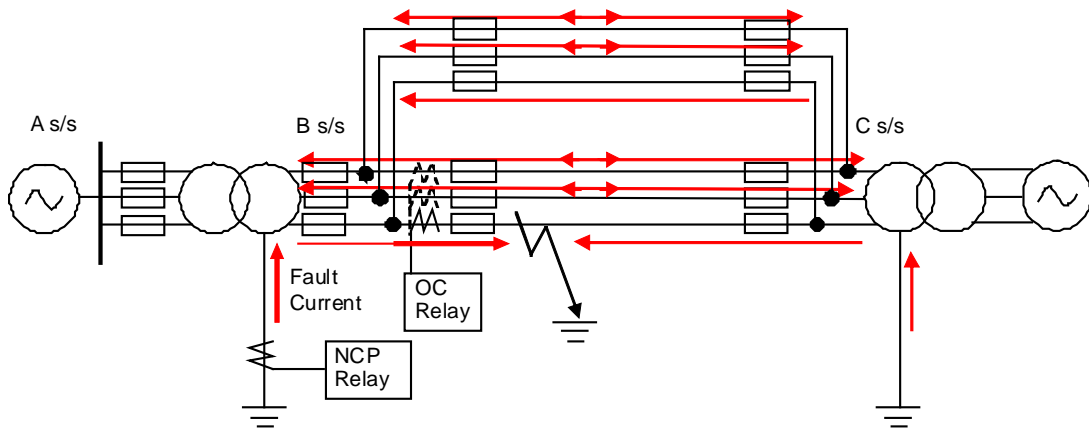 A s/s
B s/s
C s/s
Fault
Current
OC
Relay
NCP
Relay